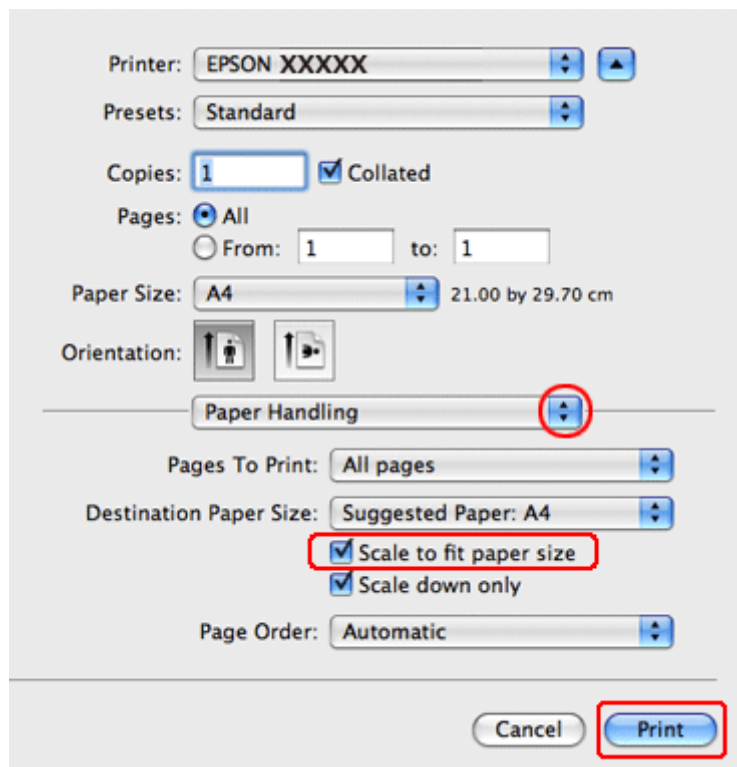 Printer: EPSON XXXXX
Presets: Standard
Copies: 1 Collated
Pages: All
From: 1 to: 1
Paper Size: A4 21.00 by 29.70 cm
Orientation:
Paper Handling
Pages To Print: All pages
Destination Paper Size: Suggested Paper: A4
Scale to fit paper size
Scale down only
Page Order: Automatic
Cancel Print